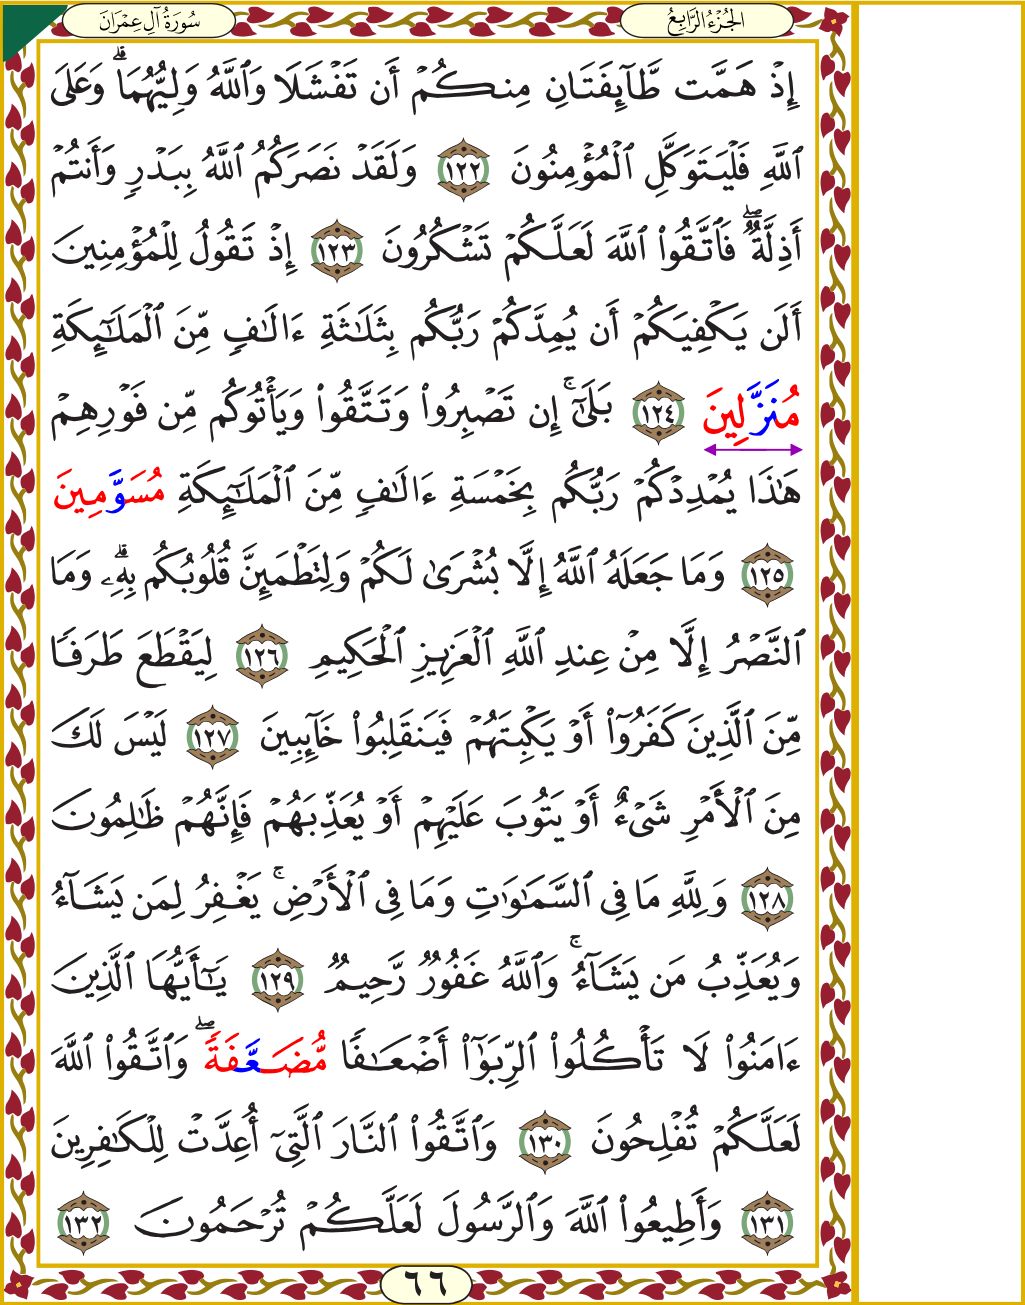 الجُزْءُ الرَّابِعُ
سُورَةُ آلِ عِمْرَان
إِذْ هَمَّت طَّآئِفَتَانِ مِنكُمْ أَن تَفْشَلَا وَٱللَّهُ وَلِيُّهُمَاۗ وَعَلَى
ٱللَّهِ فَلْيَتَوَكَّلِ ٱلْمُؤْمِنُونَ ١٢٢ وَلَقَدْ نَصَرَكُمُ ٱللَّهُ بِبَدْرٍ وَأَنتُمْ
أَذِلَّةٌۖ فَٱتَّقُوا۟ ٱللَّهَ لَعَلَّكُمْ تَشْكُرُونَ ١٢٣ إِذْ تَقُولُ لِلْمُؤْمِنِينَ
أَلَن يَكْفِيَكُمْ أَن يُمِدَّكُمْ رَبُّكُم بِثَلَٰثَةِ ءَالَٰفٍ مِّنَ ٱلْمَلَٰٓئِكَةِ
مُنَزَّلِينَ ١٢٤ بَلَىٰٓۚ إِن تَصْبِرُوا۟ وَتَتَّقُوا۟ وَيَأْتُوكُم مِّن فَوْرِهِمْ
هَٰذَا يُمْدِدْكُمْ رَبُّكُم بِخَمْسَةِ ءَالَٰفٍ مِّنَ ٱلْمَلَٰٓئِكَةِ مُسَوَّمِينَ
١٢٥ وَمَا جَعَلَهُ ٱللَّهُ إِلَّا بُشْرَىٰ لَكُمْ وَلِتَطْمَئِنَّ قُلُوبُكُم بِهِۦۗ وَمَا
ٱلنَّصْرُ إِلَّا مِنْ عِندِ ٱللَّهِ ٱلْعَزِيزِ ٱلْحَكِيمِ ١٢٦ لِيَقْطَعَ طَرَفًا
مِّنَ ٱلَّذِينَ كَفَرُوٓا۟ أَوْ يَكْبِتَهُمْ فَيَنقَلِبُوا۟ خَآئِبِينَ ١٢٧ لَيْسَ لَكَ
مِنَ ٱلْأَمْرِ شَىْءٌ أَوْ يَتُوبَ عَلَيْهِمْ أَوْ يُعَذِّبَهُمْ فَإِنَّهُمْ ظَٰلِمُونَ
١٢٨ وَلِلَّهِ مَا فِى ٱلسَّمَٰوَٰتِ وَمَا فِى ٱلْأَرْضِۚ يَغْفِرُ لِمَن يَشَآءُ
وَيُعَذِّبُ مَن يَشَآءُۚ وَٱللَّهُ غَفُورٌ رَّحِيمٌ ١٢٩ يَٰٓأَيُّهَا ٱلَّذِينَ
ءَامَنُوا۟ لَا تَأْكُلُوا۟ ٱلرِّبَوٰٓا۟ أَضْعَٰفًا مُّضَعَّفَةًۖ وَٱتَّقُوا۟ ٱللَّهَ
لَعَلَّكُمْ تُفْلِحُونَ ١٣٠ وَٱتَّقُوا۟ ٱلنَّارَ ٱلَّتِىٓ أُعِدَّتْ لِلْكَٰفِرِينَ
١٣١ وَأَطِيعُوا۟ ٱللَّهَ وَٱلرَّسُولَ لَعَلَّكُمْ تُرْحَمُونَ ١٣٢
٦٦